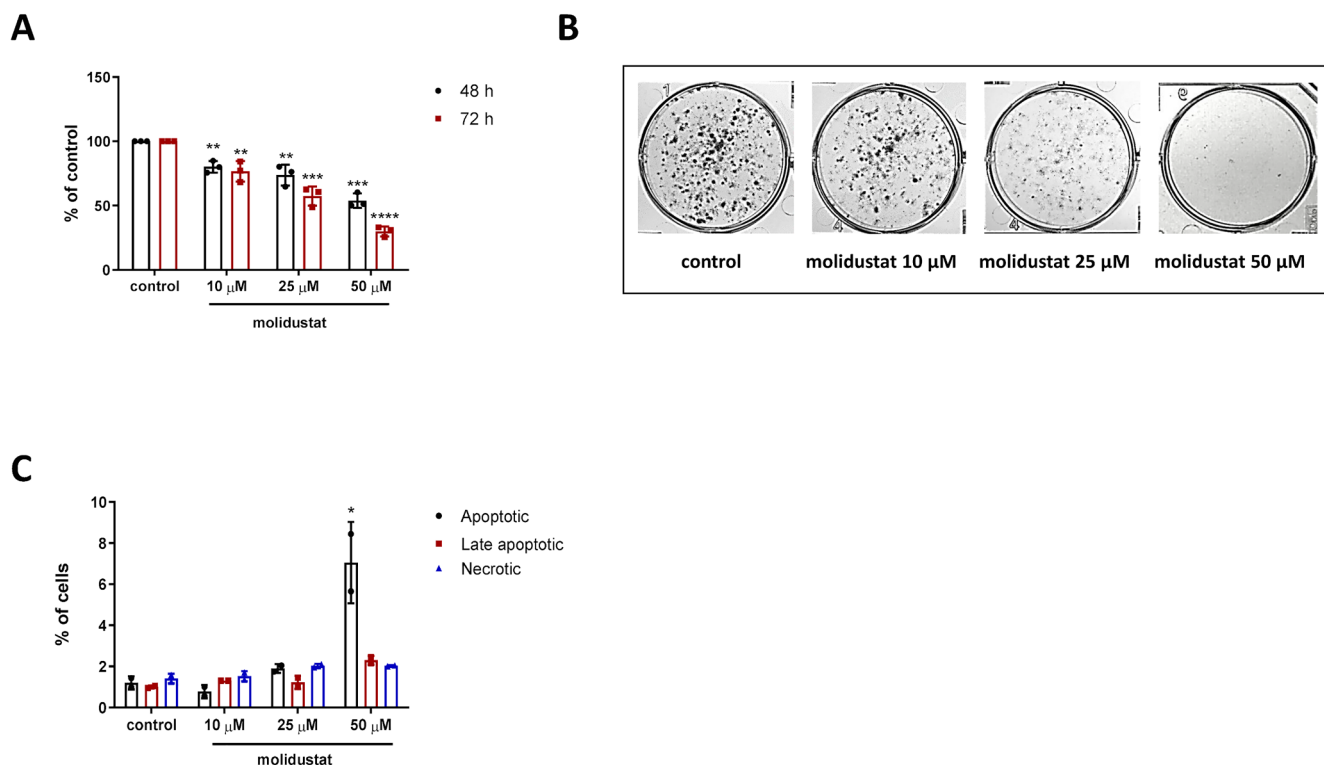 A
150
100
50
0
% of control
** ** ** *** *** ****
control 10 μM 25 μM 50 μM
molidustat
48 h
72 h
B
control molidustat 10 μM molidustat 25 μM molidustat 50 μM
C
10
8
6
4
2
0
% of cells
*
control 10 μM 25 μM 50 μM
molidustat
Apoptotic
Late apoptotic
Necrotic